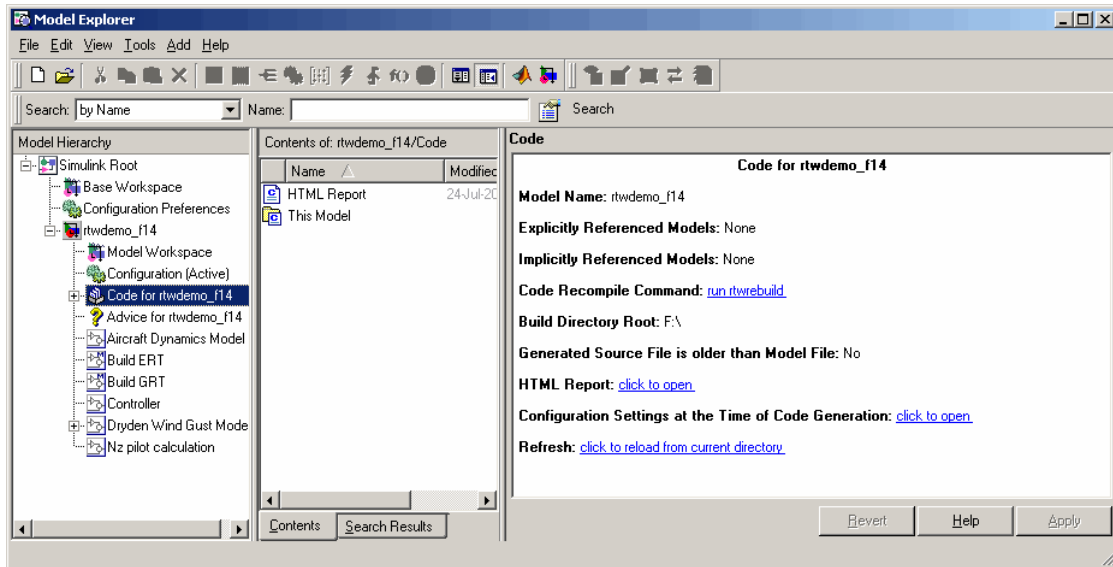 Model Explorer
File Edit View Tools Add Help
Search: by Name Name: Search
Model Hierarchy
Simulink Root
Base Workspace
Configuration Preferences
rtwdemo_f14
Model Workspace
Configuration (Active)
Code for rtwdemo_f14
Advice for rtwdemo_f14
Aircraft Dynamics Model
Build ERT
Build GRT
Controller
Dryden Wind Gust Mode
Nz pilot calculation
Contents of: rtwdemo_f14/Code
Name Modified
HTML Report 24-Jul-20
This Model
Contents Search Results
Code
Code for rtwdemo_f14
Model Name: rtwdemo_f14
Explicitly Referenced Models: None
Implicitly Referenced Models: None
Code Recompile Command: run rtwrebuild
Build Directory Root: F:\
Generated Source File is older than Model File: No
HTML Report: click to open
Configuration Settings at the Time of Code Generation: click to open
Refresh: click to reload from current directory
Revert Help Apply